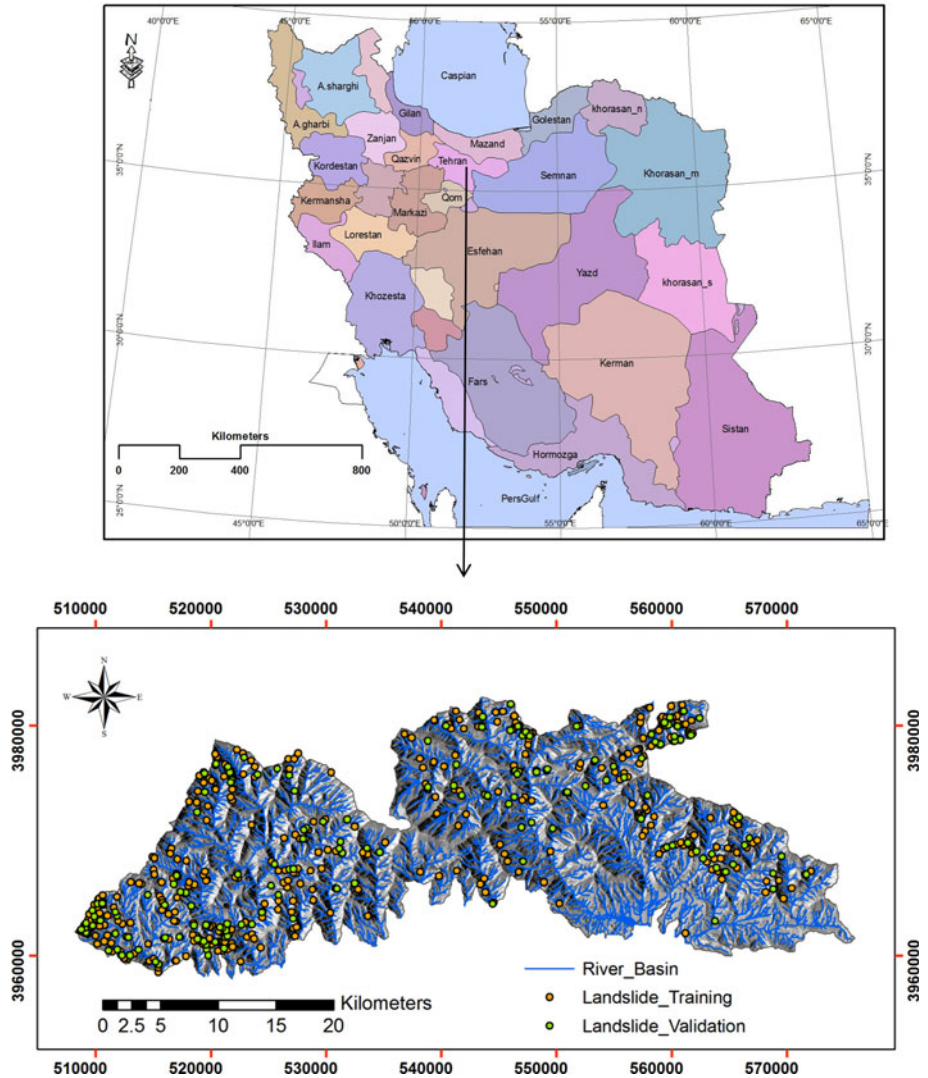 40°0'0"E 45°0'0"E 50°0'0"E 55°0'0"E 60°0'0"E 65°0'0"E
N
Caspian
A.sharghi
khorasan_n
Gilan
Golestan
A.gharbi
Zanjan
Mazand
Qazvin
Tehran
Kordestan
Semnan
Khorasan_m
35°0'0"N
35°0'0"N
Kermansha
Qom
Markazi
Ilam
Lorestan
Esfehan
Yazd
khorasan_s
Khozesta
30°0'0"N
30°0'0"N
Kerman
Fars
Sistan
Kilometers
0 200 400 800
Hormozga
PersGulf
25°0'0"N
45°0'0"E 50°0'0"E 55°0'0"E 60°0'0"E 65°0'0"E
510000 520000 530000 540000 550000 560000 570000
N
W E
S
3980000
3980000
3960000
3960000
River_Basin
Landslide_Training
Landslide_Validation
Kilometers
0 2.5 5 10 15 20
510000 520000 530000 540000 550000 560000 570000